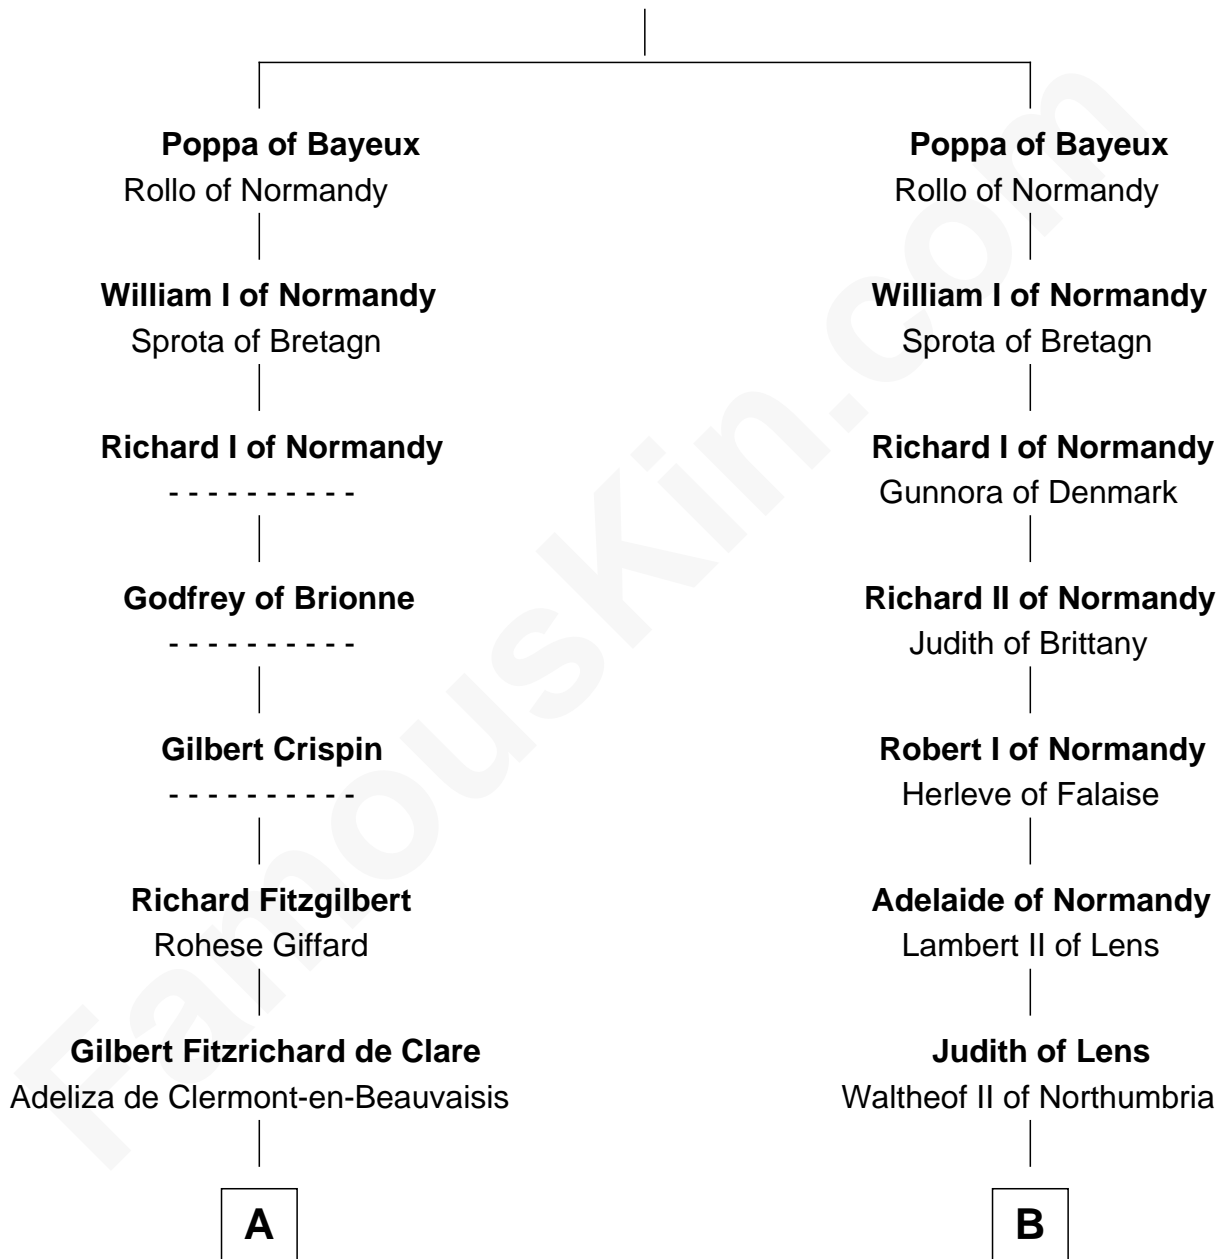 Poppa of Bayeux
Rollo of Normandy
William I of Normandy
Sprota of Bretagn
Richard I of Normandy
- - - - - - - - - -
Godfrey of Brionne
- - - - - - - - - -
Gilbert Crispin
- - - - - - - - - -
Richard Fitzgilbert
Rohese Giffard
Gilbert Fitzrichard de Clare
Adeliza de Clermont-en-Beauvaisis
A
Poppa of Bayeux
Rollo of Normandy
William I of Normandy
Sprota of Bretagn
Richard I of Normandy
Gunnora of Denmark
Richard II of Normandy
Judith of Brittany
Robert I of Normandy
Herleve of Falaise
Adelaide of Normandy
Lambert II of Lens
Judith of Lens
Waltheof II of Northumbria
B
FamousKin.com